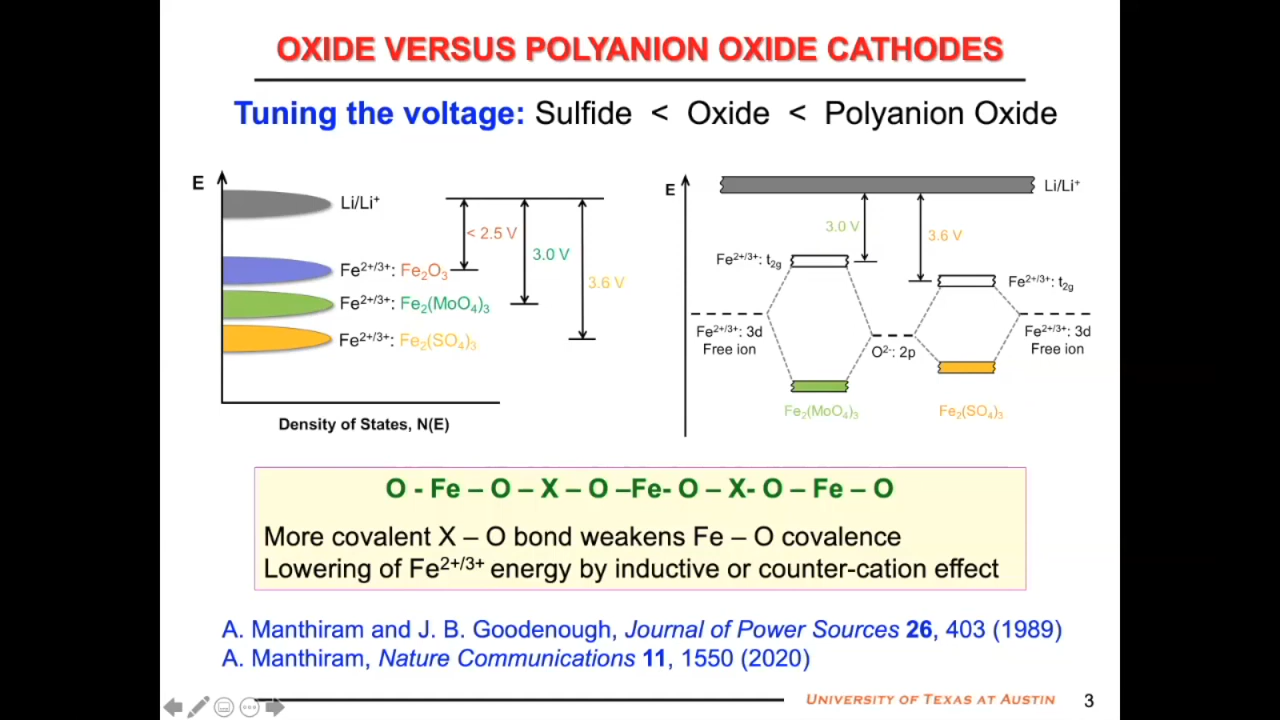 OXIDE VERSUS POLYANION OXIDE CATHODES
Tuning the voltage: Sulfide < Oxide < Polyanion Oxide
E
Li/Li⁺
Fe²⁺/³⁺: Fe₂O₃
Fe²⁺/³⁺: Fe₂(MoO₄)₃
Fe²⁺/³⁺: Fe₂(SO₄)₃
< 2.5 V
3.0 V
3.6 V
Density of States, N(E)
E
Li/Li⁺
3.0 V
3.6 V
Fe²⁺/³⁺: t₂g
Fe²⁺/³⁺: t₂g
Fe²⁺/³⁺: 3d
Free ion
O²⁻: 2p
Fe²⁺/³⁺: 3d
Free ion
Fe₂(MoO₄)₃
Fe₂(SO₄)₃
O - Fe – O – X – O –Fe- O – X- O – Fe – O
More covalent X – O bond weakens Fe – O covalence
Lowering of Fe²⁺/³⁺ energy by inductive or counter-cation effect
A. Manthiram and J. B. Goodenough, Journal of Power Sources 26, 403 (1989)
A. Manthiram, Nature Communications 11, 1550 (2020)
UNIVERSITY OF TEXAS AT AUSTIN
3